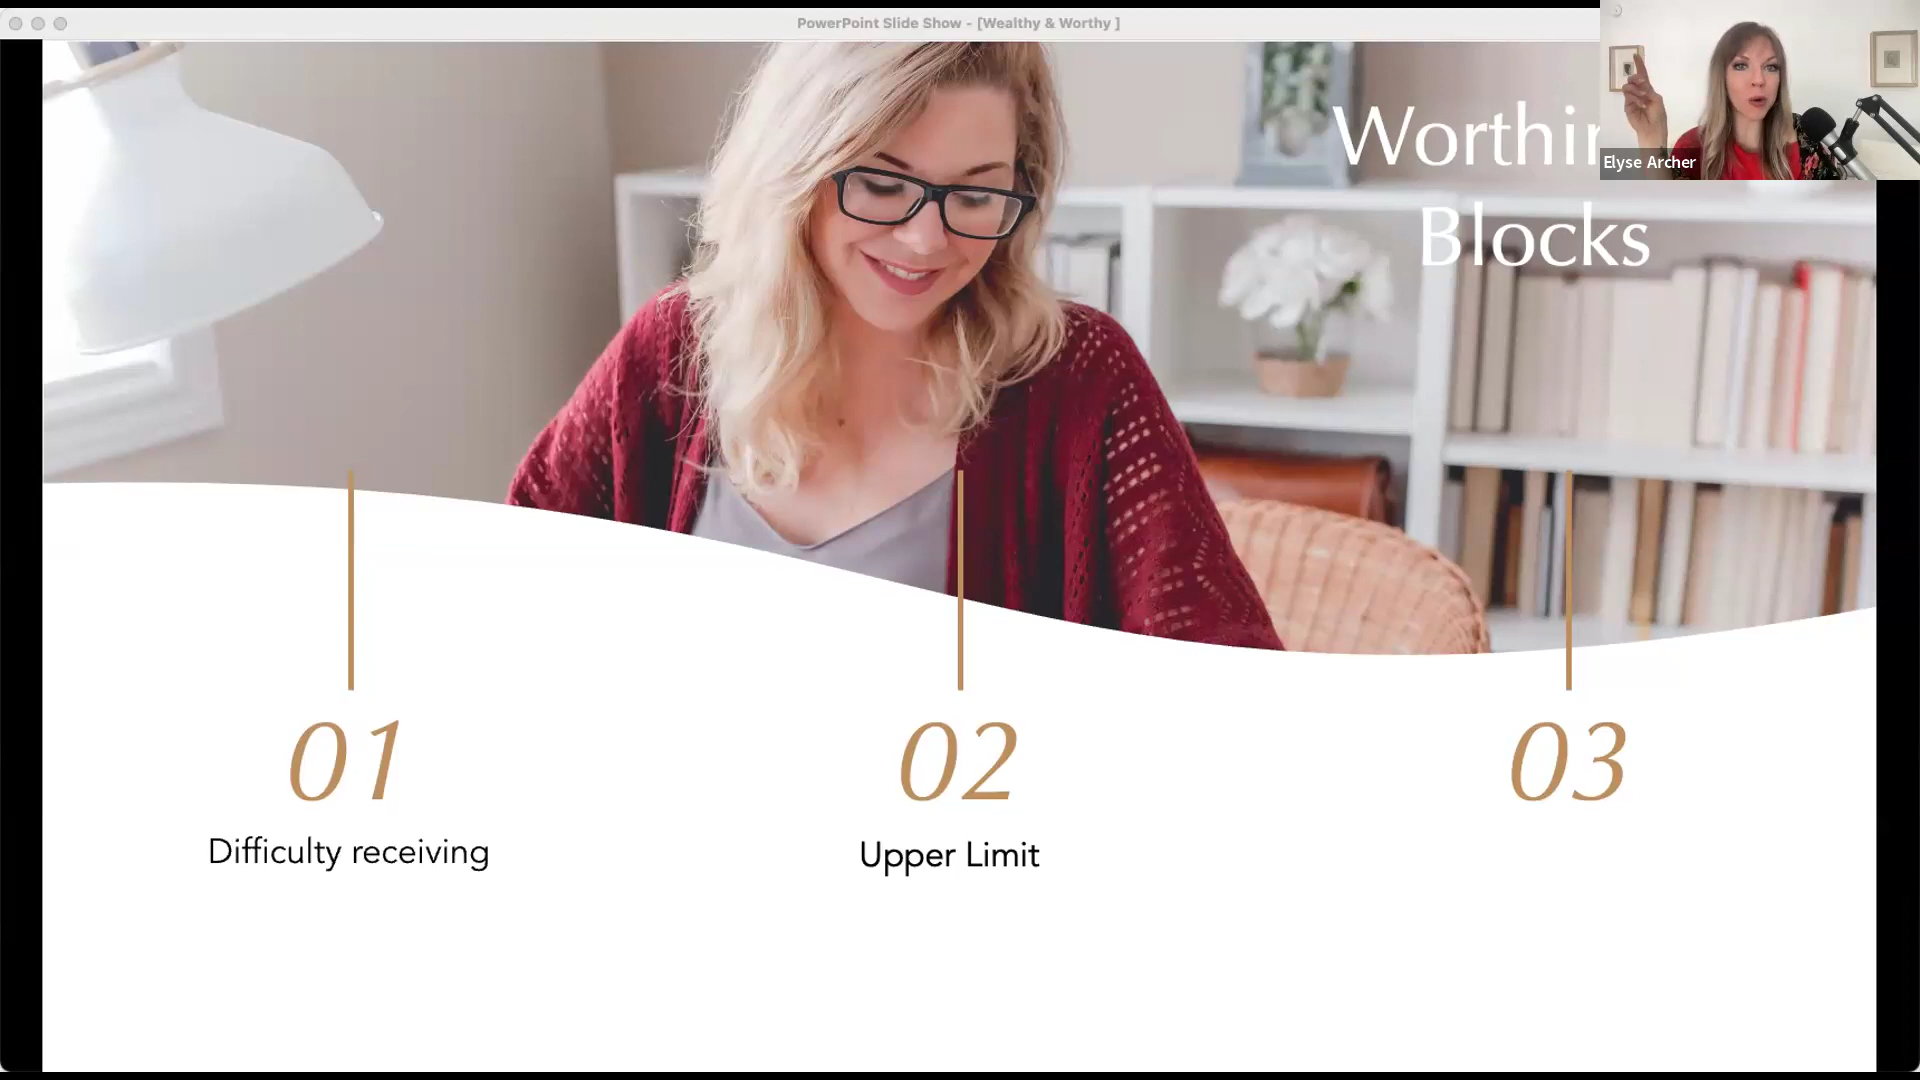 PowerPoint Slide Show - [Wealthy & Worthy ]
Elyse Archer
Blocks
01
02
03
Difficulty receiving
Upper Limit